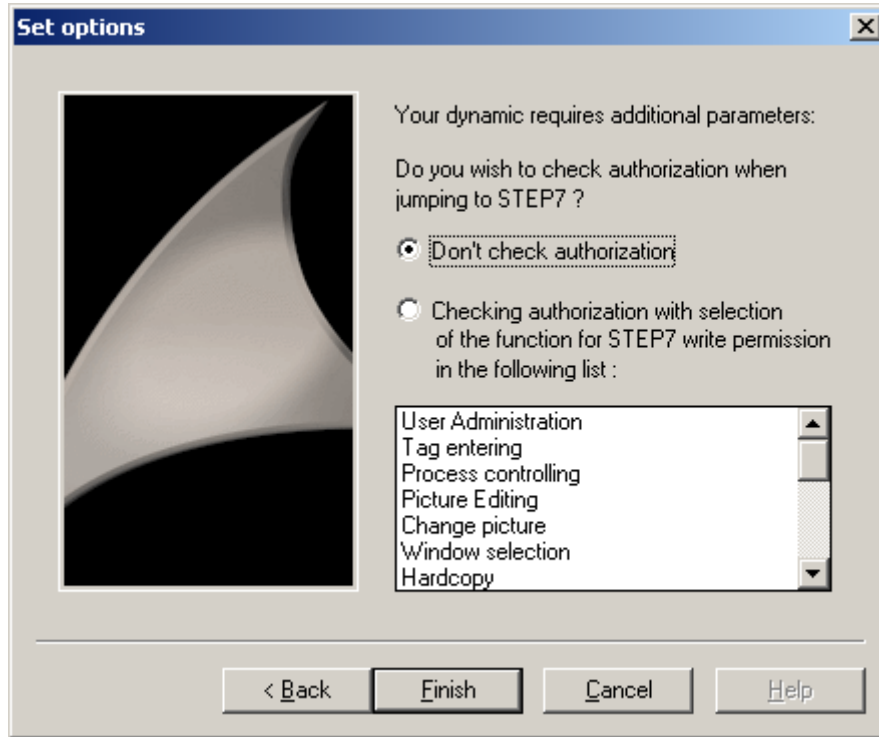 Set options
Your dynamic requires additional parameters:
Do you wish to check authorization when
jumping to STEP7 ?
Don't check authorization
Checking authorization with selection
of the function for STEP7 write permission
in the following list :
User Administration
Tag entering
Process controlling
Picture Editing
Change picture
Window selection
Hardcopy
< Back
Finish
Cancel
Help